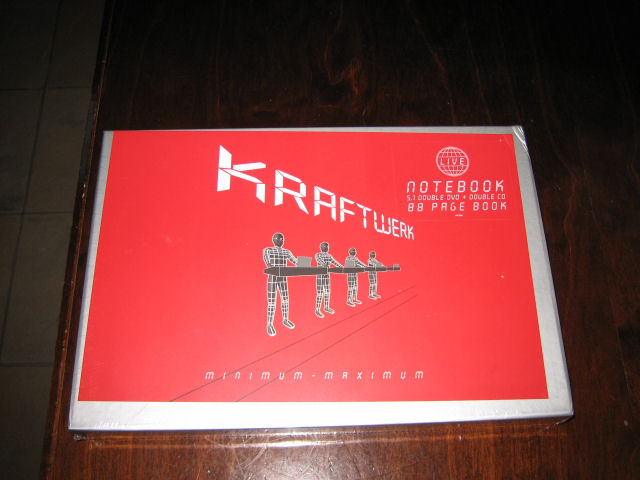 KRAFTWERK
LIVE
NOTEBOOK
5.1 DOUBLE DVD + DOUBLE CD
88 PAGE BOOK
MINIMUM-MAXIMUM